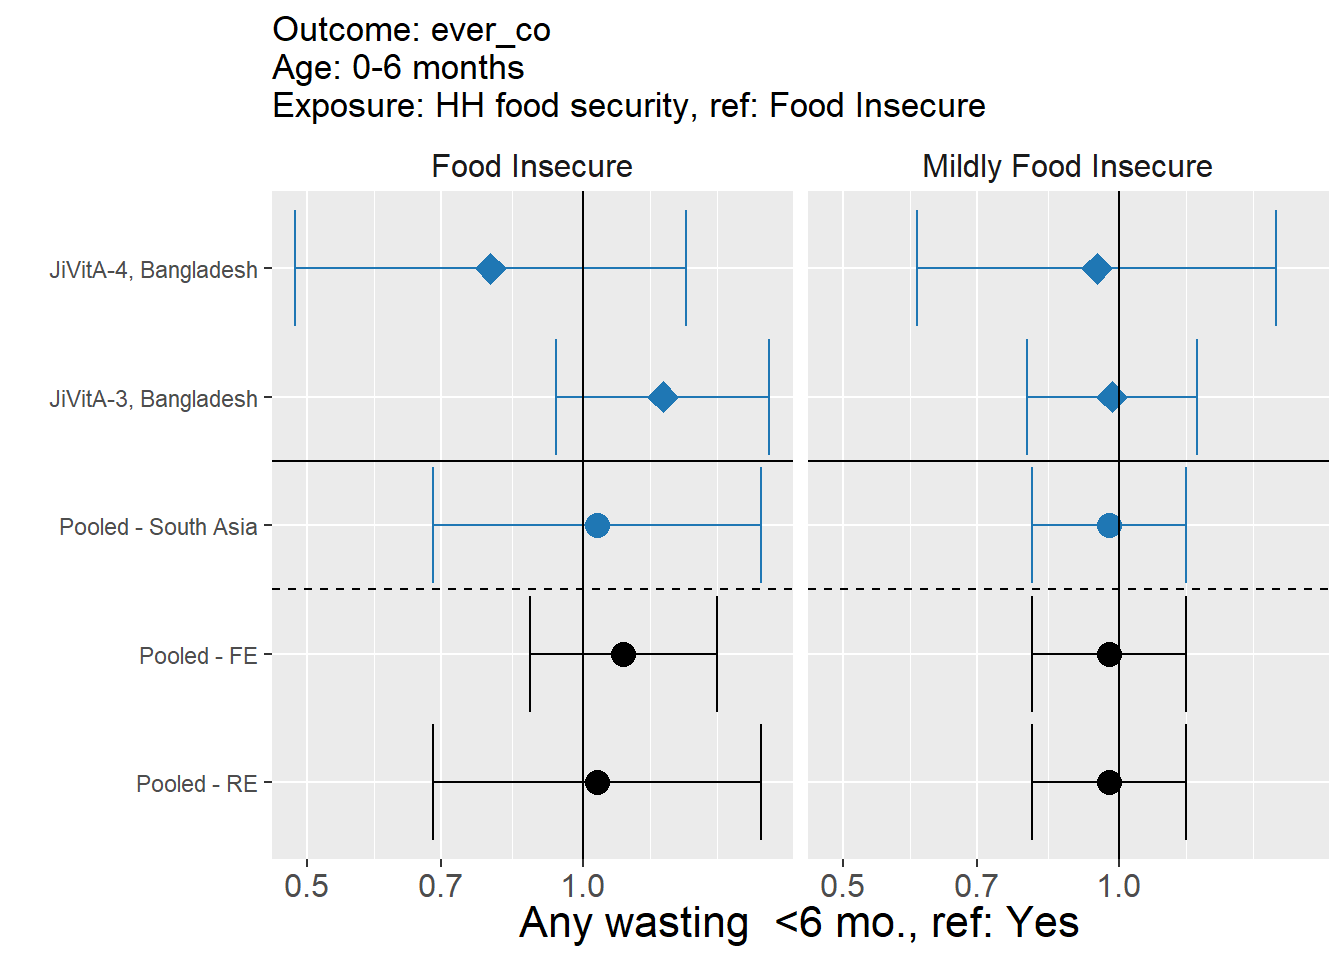 Outcome: ever_co
Age: 0-6 months
Exposure: HH food security, ref: Food Insecure
Food Insecure
Mildly Food Insecure
JiVitA-4, Bangladesh
JiVitA-3, Bangladesh
Pooled - South Asia
Pooled - FE
Pooled - RE
0.5 0.7 1.0 0.5 0.7 1.0
Any wasting  <6 mo., ref: Yes